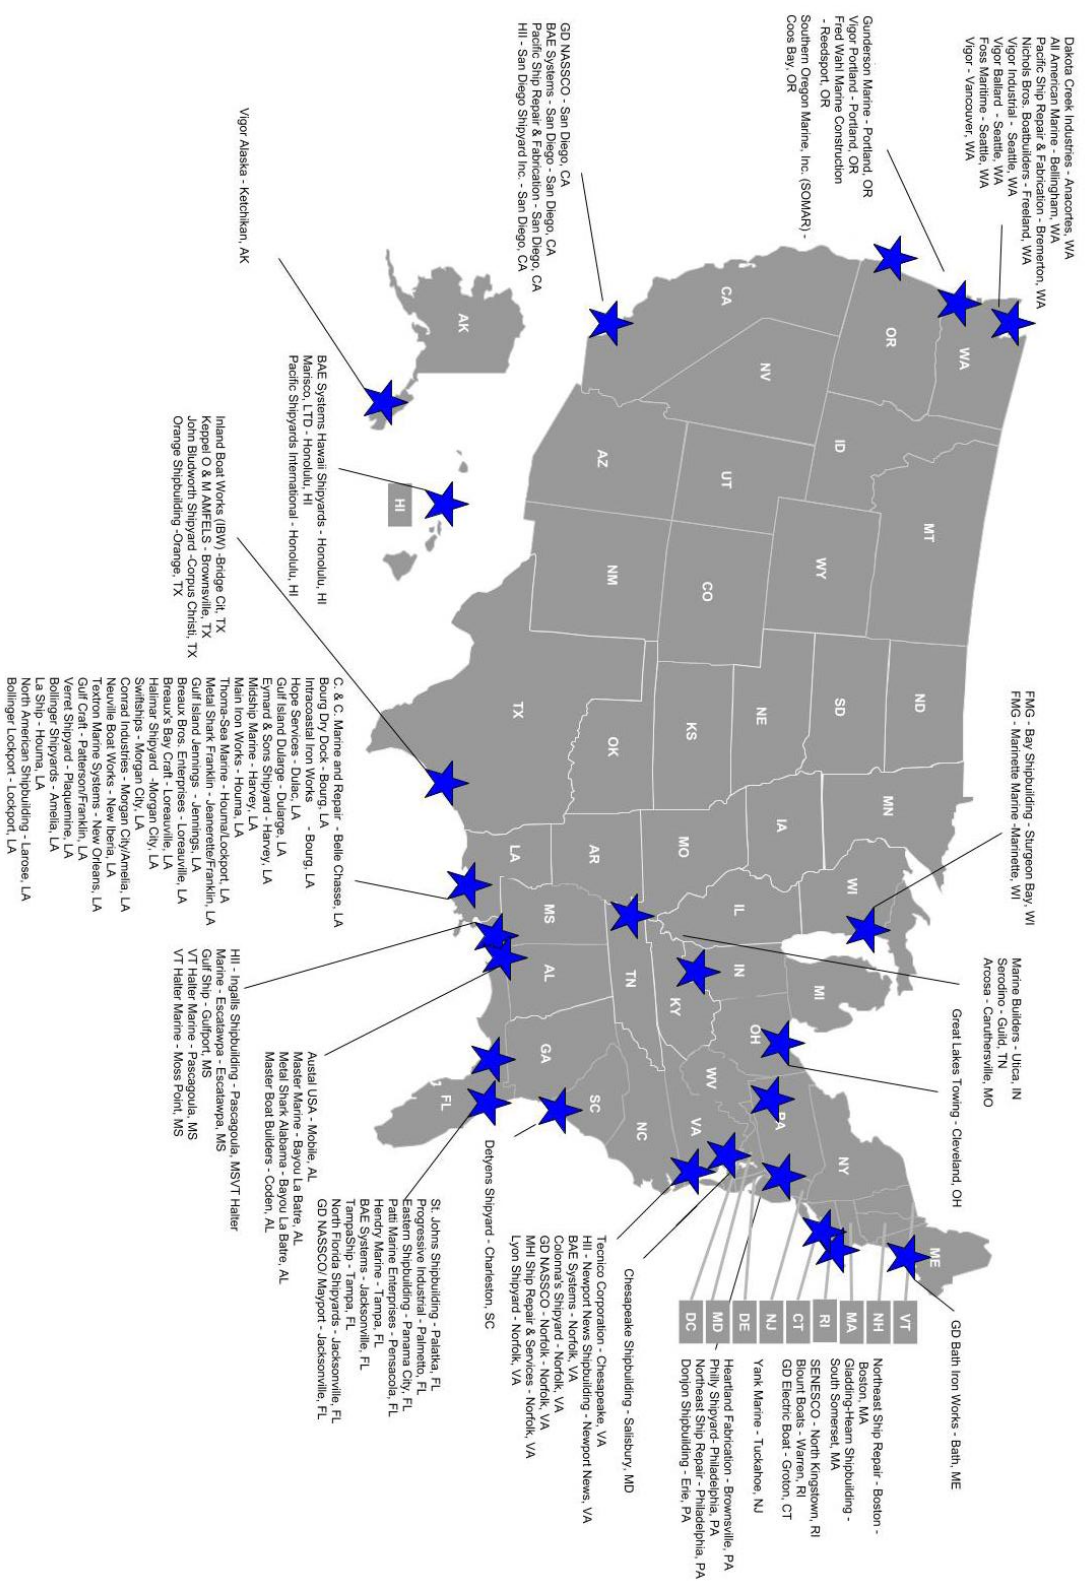 Dakota Creek Industries - Anacortes, WA
All American Marine - Bellingham, WA
Pacific Ship Repair & Fabrication - Bremerton, WA
Nichols Bros. Boatbuilders - Freeland, WA
Vigor Industrial - Seattle, WA
Vigor Ballard - Seattle, WA
Foss Maritime - Seattle, WA
Vigor - Vancouver, WA
Gunderson Marine - Portland, OR
Vigor Portland - Portland, OR
Fred Wahl Marine Construction
- Reedsport, OR
Southern Oregon Marine, Inc. (SOMAR) -
Coos Bay, OR
GD NASSCO - San Diego, CA
BAE Systems - San Diego - San Diego, CA
Pacific Ship Repair & Fabrication - San Diego, CA
HII - San Diego Shipyard Inc. - San Diego, CA
Vigor Alaska - Ketchikan, AK
BAE Systems Hawaii Shipyards - Honolulu, HI
Marisco, LTD - Honolulu, HI
Pacific Shipyards International - Honolulu, HI
Inland Boat Works (IBW) -Bridge Cit, TX
Keppel O & M AMFELS - Brownsville, TX
John Bludworth Shipyard -Corpus Christi, TX
Orange Shipbuilding -Orange, TX
C. & C. Marine and Repair - Belle Chasse, LA
Bourg Dry Dock - Bourg, LA
Intracoastal Iron Works - Bourg, LA
Hope Services - Dulac, LA
Gulf Island Dularge - Dularge, LA
Eymard & Sons Shipyard - Harvey, LA
Midship Marine - Harvey, LA
Main Iron Works - Houma, LA
Thoma-Sea Marine - Houma/Lockport, LA
Metal Shark Franklin - Jeanerette/Franklin, LA
Gulf Island Jennings - Jennings, LA
Breaux Bros. Enterprises - Loreauville, LA
Breaux's Bay Craft - Loreauville, LA
Halimar Shipyard -Morgan City, LA
Swiftships - Morgan City, LA
Conrad Industries - Morgan City/Amelia, LA
Neuville Boat Works - New Iberia, LA
Textron Marine Systems - New Orleans, LA
Gulf Craft - Patterson/Franklin, LA
Verret Shipyard - Plaquemine, LA
Bollinger Shipyards - Amelia, LA
La Ship - Houma, LA
North American Shipbuilding - Larose, LA
Bollinger Lockport - Lockport, LA
FMG - Bay Shipbuilding - Sturgeon Bay, WI
FMG - Marinette Marine -Marinette, WI
Marine Builders - Utica, IN
Serodino - Guild, TN
Arcosa - Caruthersville, MO
Great Lakes Towing - Cleveland, OH
HII - Ingalls Shipbuilding - Pascagoula, MSVT Halter
Marine - Escatawpa - Escatawpa, MS
Gulf Ship - Gulfport, MS
VT Halter Marine - Pascagoula, MS
VT Halter Marine - Moss Point, MS
Austal USA - Mobile, AL
Master Marine - Bayou La Batre, AL
Metal Shark Alabama - Bayou La Batre, AL
Master Boat Builders - Coden, AL
Detyens Shipyard - Charleston, SC
St. Johns Shipbuilding - Palatka, FL
Progressive Industrial - Palmetto, FL
Eastern Shipbuilding - Panama City, FL
Patti Marine Enterprises - Pensacola, FL
Hendry Marine - Tampa, FL
BAE Systems - Jacksonville, FL
TampaShip - Tampa, FL
North Florida Shipyards - Jacksonville, FL
GD NASSCO/ Mayport - Jacksonville, FL
Chesapeake Shipbuilding - Salisbury, MD
Tecnico Corporation - Chesapeake, VA
HII - Newport News Shipbuilding - Newport News, VA
BAE Systems - Norfolk, VA
Colonna's Shipyard - Norfolk, VA
GD NASSCO - Norfolk - Norfolk, VA
MHI Ship Repair & Services - Norfolk, VA
Lyon Shipyard - Norfolk, VA
GD Bath Iron Works - Bath, ME
Northeast Ship Repair - Boston -
Boston, MA
Gladding-Hearn Shipbuilding -
South Somerset, MA
SENESCO - North Kingstown, RI
Blount Boats - Warren, RI
GD Electric Boat - Groton, CT
Yank Marine - Tuckahoe, NJ
Heartland Fabrication - Brownsville, PA
Philly Shipyard- Philadelphia, PA
Northeast Ship Repair - Philadelphia, PA
Donjon Shipbuilding - Erie, PA
WA
OR
CA
NV
ID
MT
WY
UT
AZ
CO
NM
ND
SD
NE
KS
OK
TX
MN
IA
MO
AR
LA
WI
IL
MS
MI
IN
KY
TN
AL
OH
GA
FL
WV
VA
NC
SC
PA
NY
ME
VT
NH
MA
RI
CT
NJ
DE
MD
DC
AK
HI